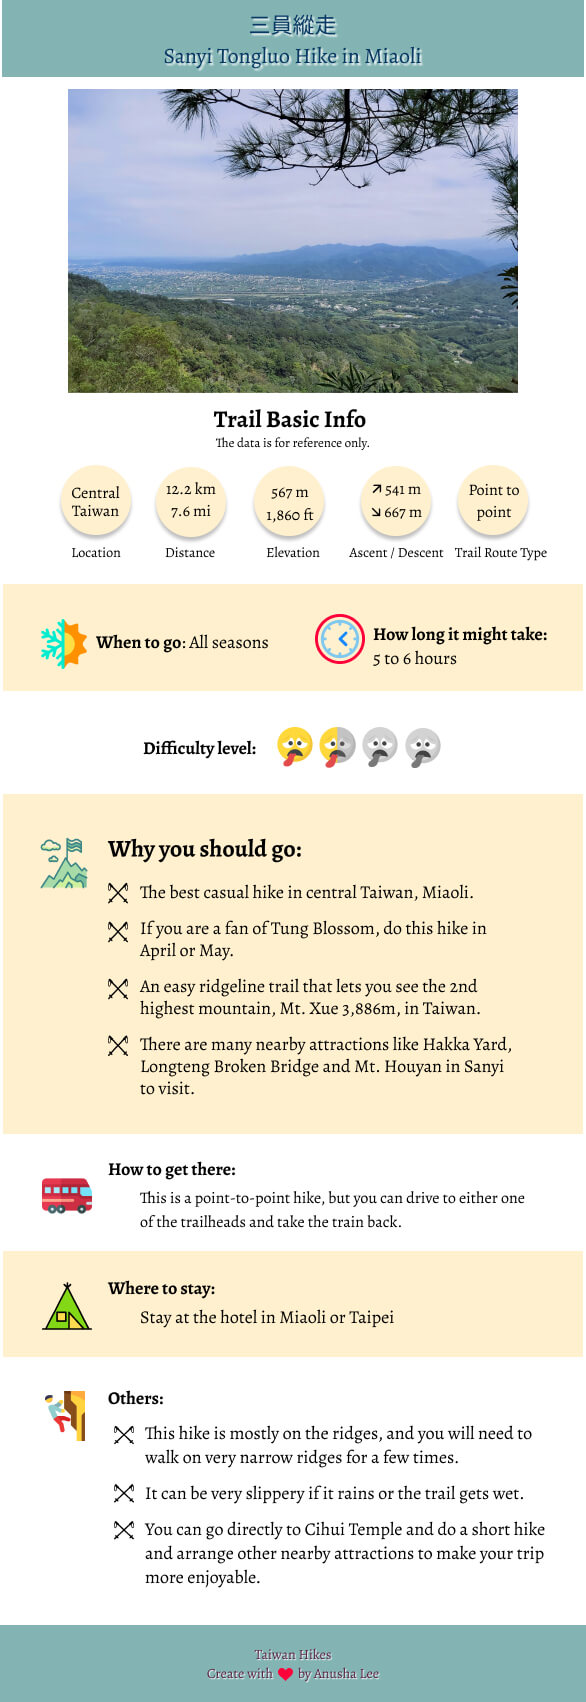 三員縱走
Sanyi Tongluo Hike in Miaoli
Trail Basic Info
The data is for reference only.
Central
Taiwan
Location
12.2 km
7.6 mi
Distance
567 m
1,860 ft
Elevation
↗ 541 m
↘ 667 m
Ascent / Descent
Point to
point
Trail Route Type
When to go: All seasons
How long it might take:
5 to 6 hours
Difficulty level:
Why you should go:
The best casual hike in central Taiwan, Miaoli.
If you are a fan of Tung Blossom, do this hike in
April or May.
An easy ridgeline trail that lets you see the 2nd
highest mountain, Mt. Xue 3,886m, in Taiwan.
There are many nearby attractions like Hakka Yard,
Longteng Broken Bridge and Mt. Houyan in Sanyi
to visit.
How to get there:
This is a point-to-point hike, but you can drive to either one
of the trailheads and take the train back.
Where to stay:
Stay at the hotel in Miaoli or Taipei
Others:
This hike is mostly on the ridges, and you will need to
walk on very narrow ridges for a few times.
It can be very slippery if it rains or the trail gets wet.
You can go directly to Cihui Temple and do a short hike
and arrange other nearby attractions to make your trip
more enjoyable.
Taiwan Hikes
Create with ❤ by Anusha Lee